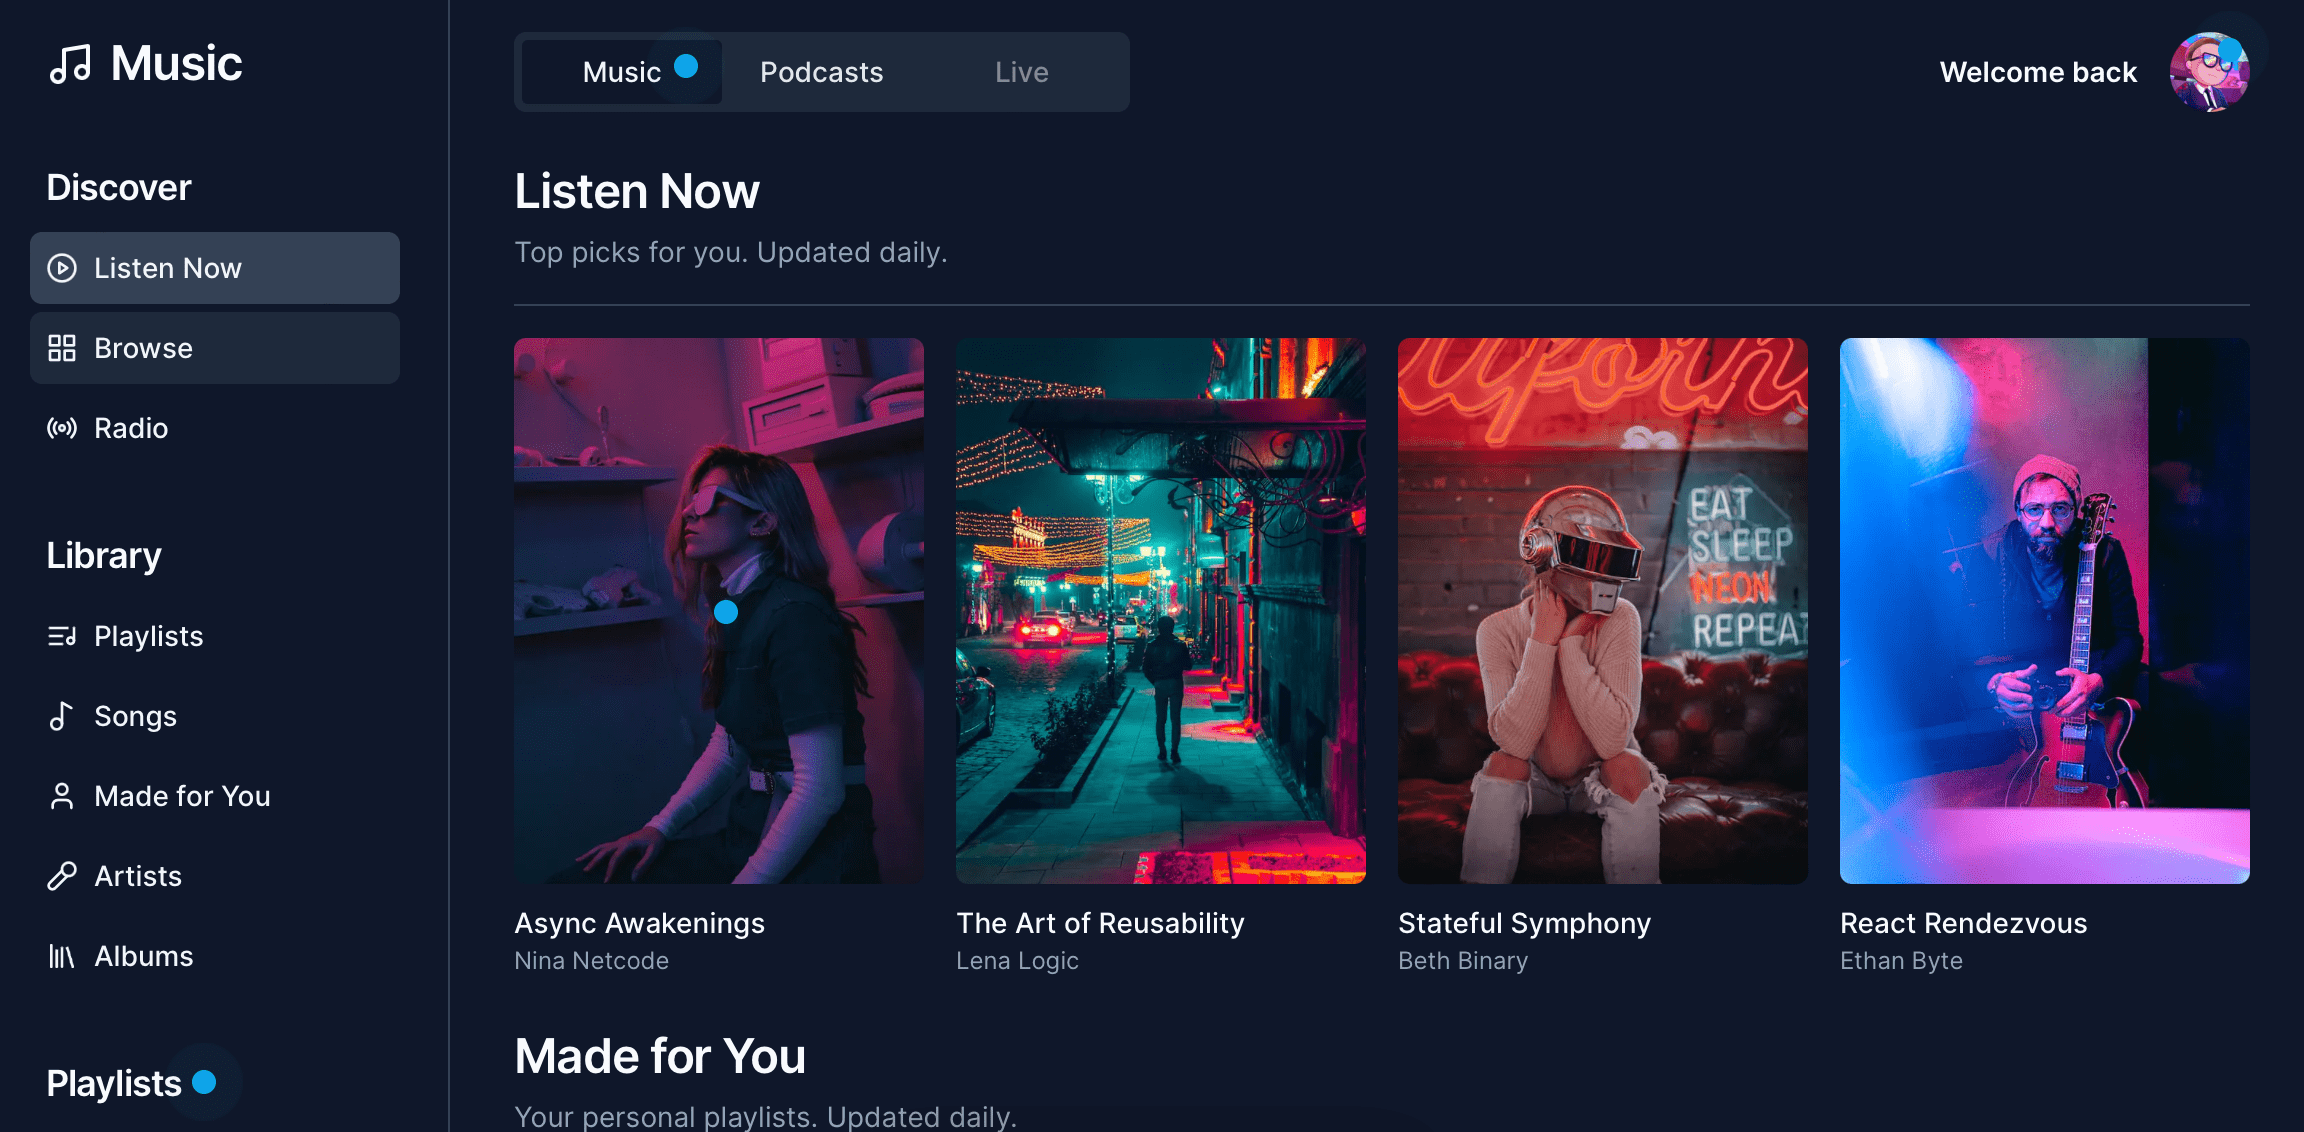 Music
Discover
Listen Now
Browse
Radio
Library
Playlists
Songs
Made for You
Artists
Albums
Playlists
Music
Podcasts
Live
Welcome back
Listen Now
Top picks for you. Updated daily.
EAT
SLEEP
NEON
REPEAT
Async Awakenings
Nina Netcode
The Art of Reusability
Lena Logic
Stateful Symphony
Beth Binary
React Rendezvous
Ethan Byte
Made for You
Your personal playlists. Updated daily.